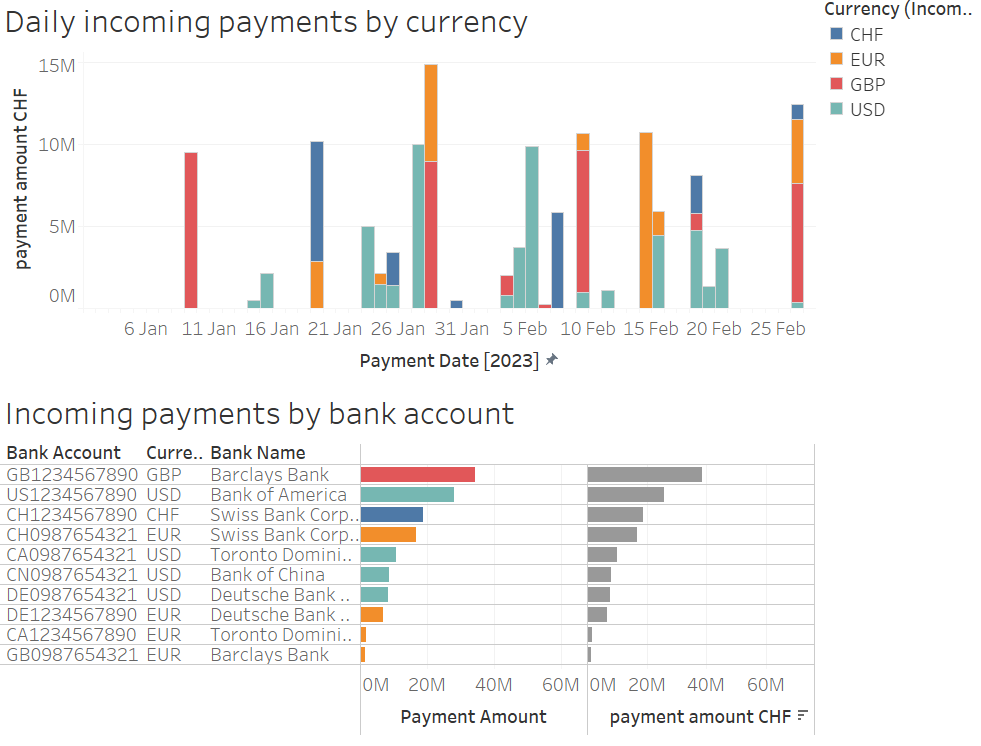 Daily incoming payments by currency
Currency (Incom..
CHF
EUR
GBP
USD
payment amount CHF
15M
10M
5M
0M
6 Jan 11 Jan 16 Jan 21 Jan 26 Jan 31 Jan 5 Feb 10 Feb 15 Feb 20 Feb 25 Feb
Payment Date [2023]
Incoming payments by bank account
Bank Account Curre.. Bank Name
GB1234567890 GBP Barclays Bank
US1234567890 USD Bank of America
CH1234567890 CHF Swiss Bank Corp..
CH0987654321 EUR Swiss Bank Corp..
CA0987654321 USD Toronto Domini..
CN0987654321 USD Bank of China
DE0987654321 USD Deutsche Bank ..
DE1234567890 EUR Deutsche Bank ..
CA1234567890 EUR Toronto Domini..
GB0987654321 EUR Barclays Bank
0M 20M 40M 60M 0M 20M 40M 60M
Payment Amount payment amount CHF